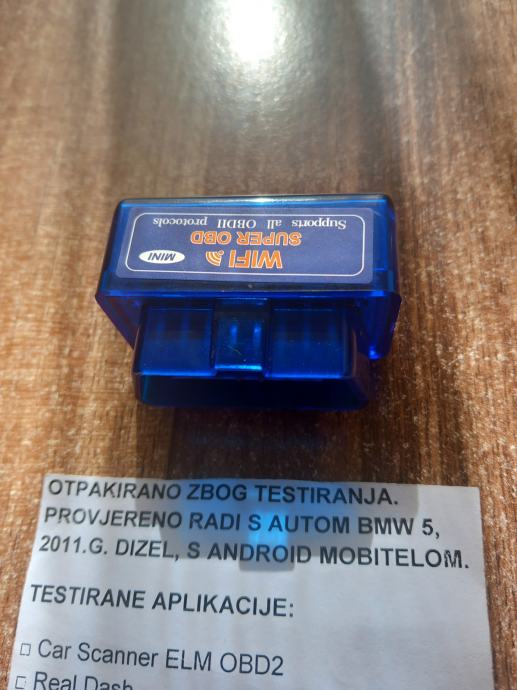 Supports all OBDII protocols
SUPER OBD
WIFI
MINI
OTPAKIRANO ZBOG TESTIRANJA.
PROVJERENO RADI S AUTOM BMW 5,
2011.G. DIZEL, S ANDROID MOBITELOM.
TESTIRANE APLIKACIJE:
□ Car Scanner ELM OBD2
□ Real Dash